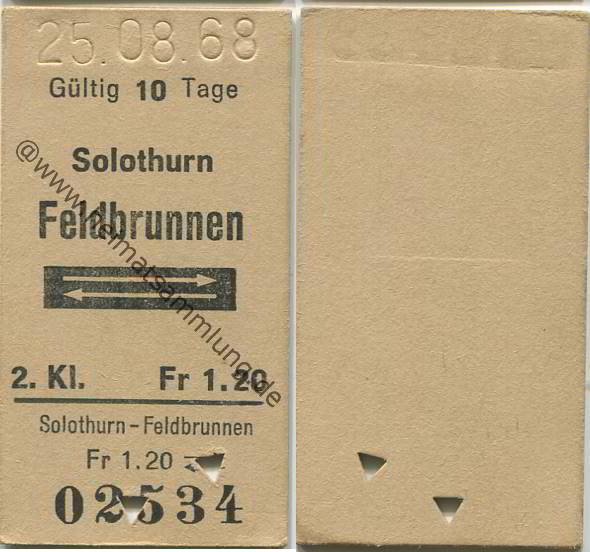 25.08.68
Gültig 10 Tage
Solothurn
Feldbrunnen
2. Kl. Fr 1.20
Solothurn-Feldbrunnen
Fr 1.20
02534
@www.heimatsammlung.de